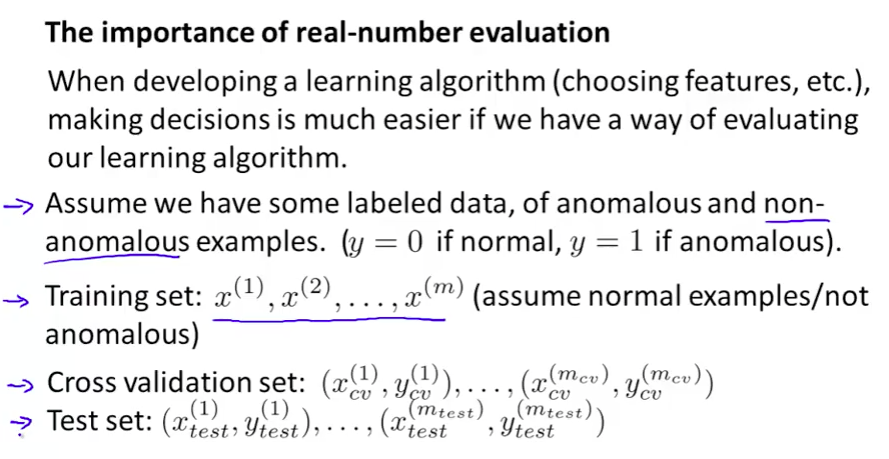 The importance of real-number evaluation
When developing a learning algorithm (choosing features, etc.),
making decisions is much easier if we have a way of evaluating
our learning algorithm.
→ Assume we have some labeled data, of anomalous and non-
anomalous examples. (y = 0 if normal, y = 1 if anomalous).
→ Training set: x^{(1)}, x^{(2)}, . . . , x^{(m)} (assume normal examples/not
anomalous)
→ Cross validation set: (x_{cv}^{(1)}, y_{cv}^{(1)}), . . . , (x_{cv}^{(m_{cv})}, y_{cv}^{(m_{cv})})
→ Test set: (x_{test}^{(1)}, y_{test}^{(1)}), . . . , (x_{test}^{(m_{test})}, y_{test}^{(m_{test})})